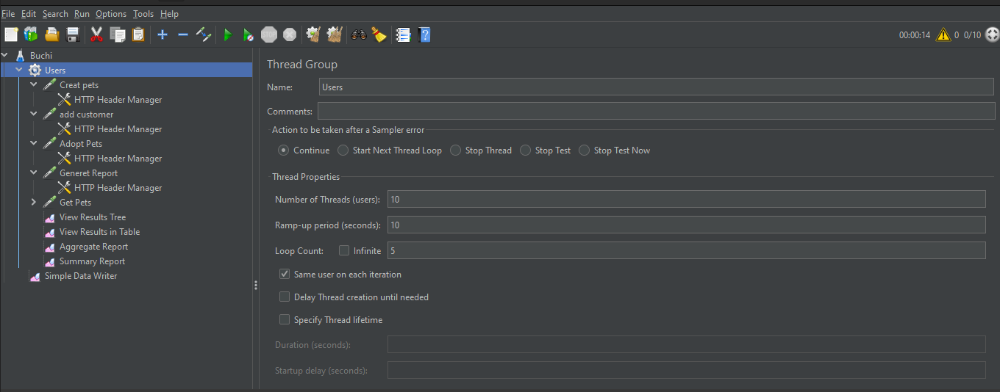 File Edit Search Run Options Tools Help
STOP 00:00:14 0 0/10
Buchi
Users
Creat pets
HTTP Header Manager
add customer
HTTP Header Manager
Adopt Pets
HTTP Header Manager
Generet Report
HTTP Header Manager
Get Pets
View Results Tree
View Results in Table
Aggregate Report
Summary Report
Simple Data Writer
Thread Group
Name: Users
Comments:
Action to be taken after a Sampler error
Continue Start Next Thread Loop Stop Thread Stop Test Stop Test Now
Thread Properties
Number of Threads (users): 10
Ramp-up period (seconds): 10
Loop Count: Infinite 5
Same user on each iteration
Delay Thread creation until needed
Specify Thread lifetime
Duration (seconds):
Startup delay (seconds):